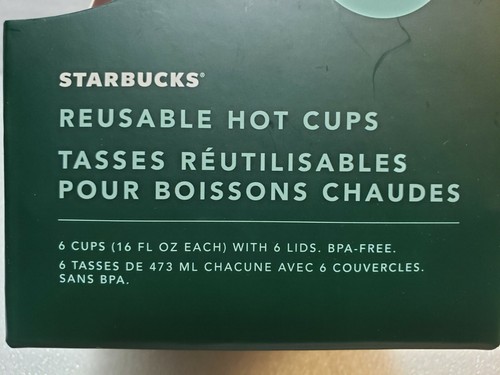 STARBUCKS®
REUSABLE HOT CUPS
TASSES RÉUTILISABLES
POUR BOISSONS CHAUDES
6 CUPS (16 FL OZ EACH) WITH 6 LIDS. BPA-FREE.
6 TASSES DE 473 ML CHACUNE AVEC 6 COUVERCLES.
SANS BPA.